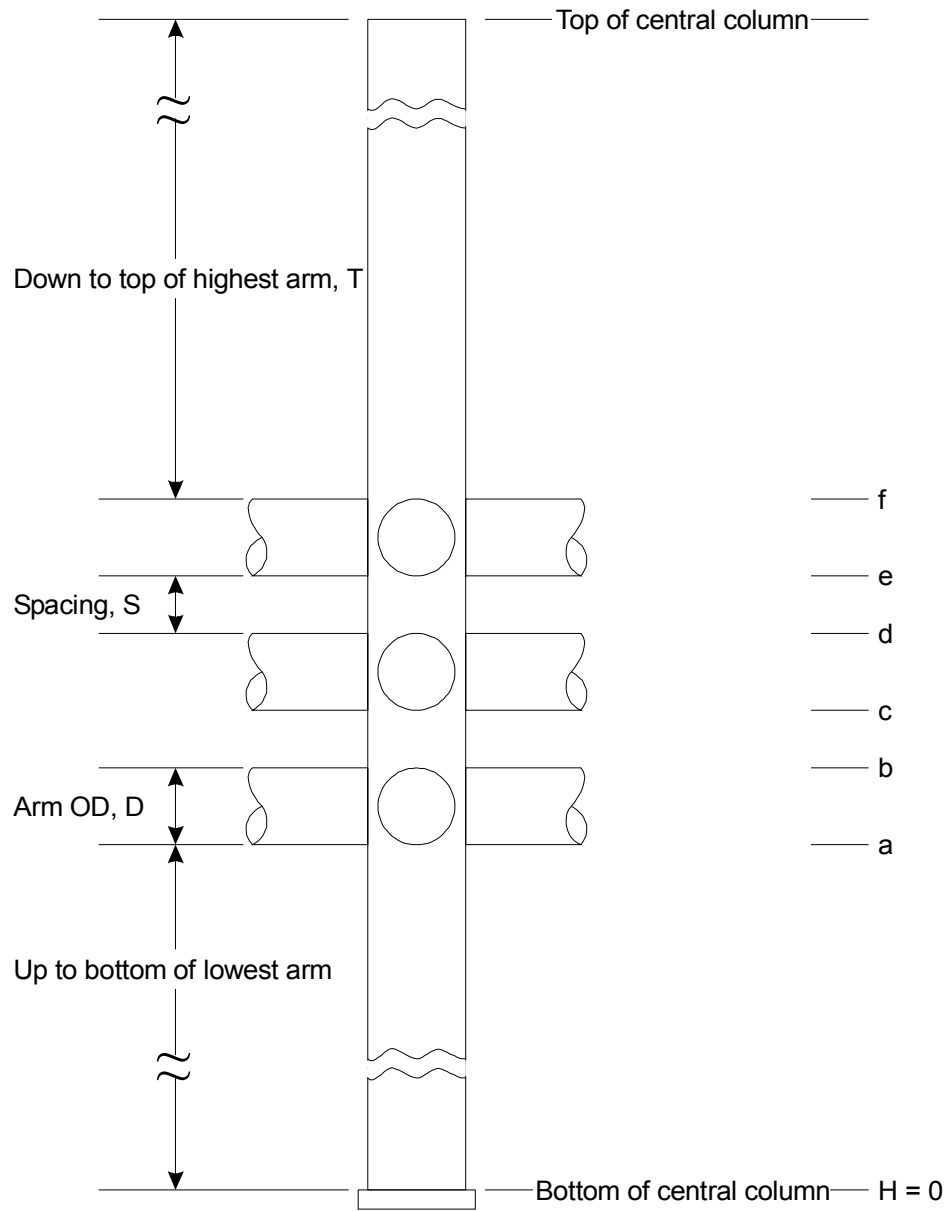 Top of central column
Down to top of highest arm, T
f
e
Spacing, S
d
c
b
Arm OD, D
a
Up to bottom of lowest arm
Bottom of central column H = 0